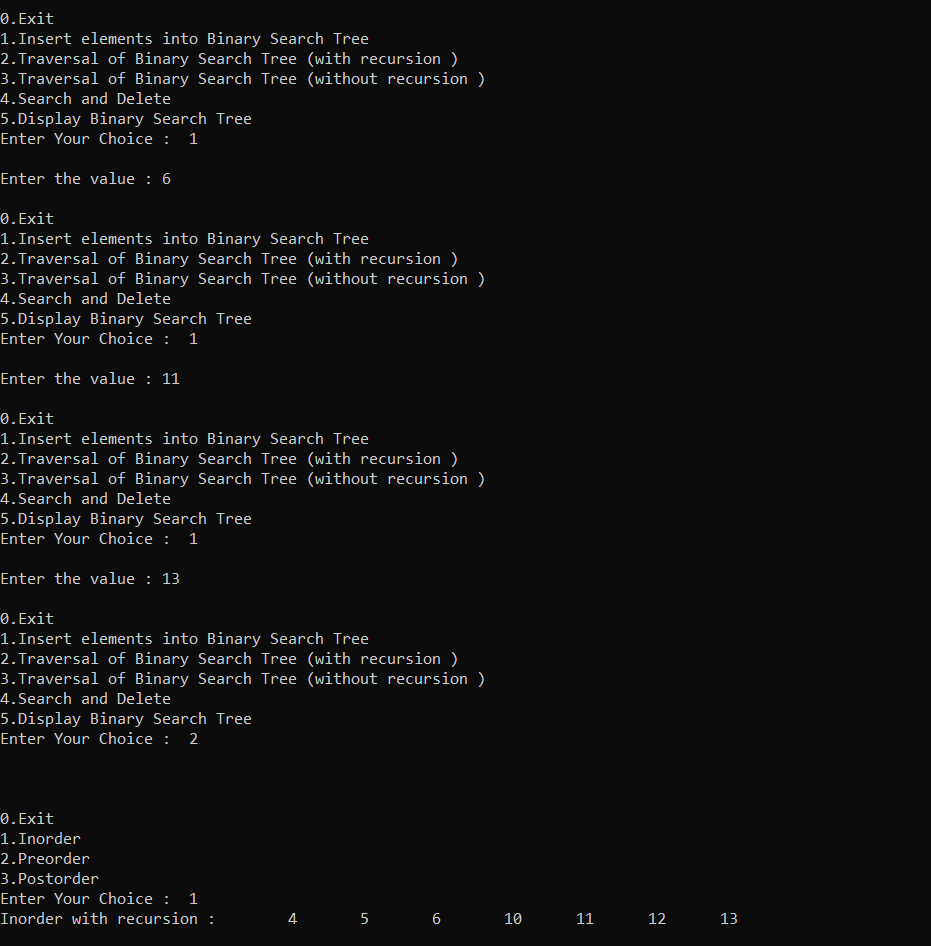 0.Exit
1.Insert elements into Binary Search Tree
2.Traversal of Binary Search Tree (with recursion )
3.Traversal of Binary Search Tree (without recursion )
4.Search and Delete
5.Display Binary Search Tree
Enter Your Choice :  1
Enter the value : 6
0.Exit
1.Insert elements into Binary Search Tree
2.Traversal of Binary Search Tree (with recursion )
3.Traversal of Binary Search Tree (without recursion )
4.Search and Delete
5.Display Binary Search Tree
Enter Your Choice :  1
Enter the value : 11
0.Exit
1.Insert elements into Binary Search Tree
2.Traversal of Binary Search Tree (with recursion )
3.Traversal of Binary Search Tree (without recursion )
4.Search and Delete
5.Display Binary Search Tree
Enter Your Choice :  1
Enter the value : 13
0.Exit
1.Insert elements into Binary Search Tree
2.Traversal of Binary Search Tree (with recursion )
3.Traversal of Binary Search Tree (without recursion )
4.Search and Delete
5.Display Binary Search Tree
Enter Your Choice :  2
0.Exit
1.Inorder
2.Preorder
3.Postorder
Enter Your Choice :  1
Inorder with recursion :        4       5       6       10      11      12      13